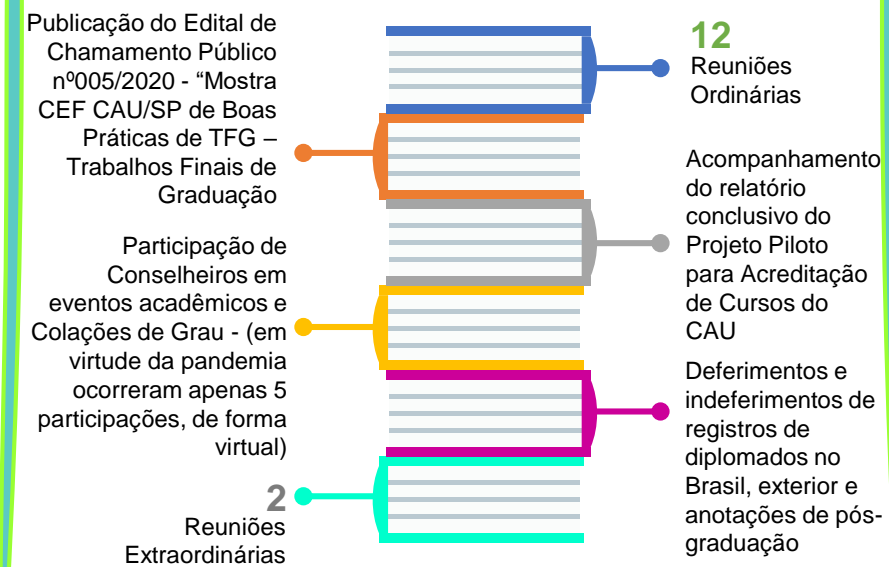 Publicação do Edital de
Chamamento Público
nº005/2020 - “Mostra
CEF CAU/SP de Boas
Práticas de TFG –
Trabalhos Finais de
Graduação
Participação de
Conselheiros em
eventos acadêmicos e
Colações de Grau - (em
virtude da pandemia
ocorreram apenas 5
participações, de forma
virtual)
2
Reuniões
Extraordinárias
12
Reuniões
Ordinárias
Acompanhamento
do relatório
conclusivo do
Projeto Piloto
para Acreditação
de Cursos do
CAU
Deferimentos e
indeferimentos de
registros de
diplomados no
Brasil, exterior e
anotações de pós-
graduação